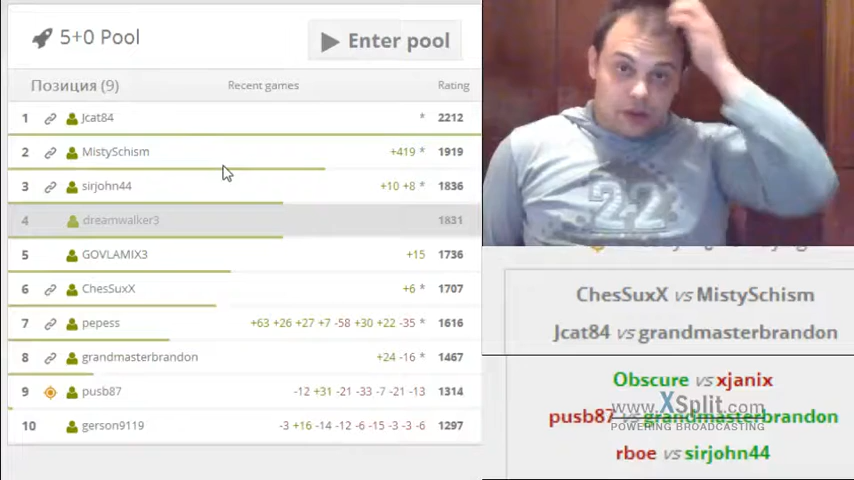 5+0 Pool
Enter pool
Позиция (9) Recent games Rating
1 Jcat84 * 2212
2 MistySchism +419 * 1919
3 sirjohn44 +10 +8 * 1836
4 dreamwalker3 1831
5 GOVLAMIX3 +15 1736
6 ChesSuxX +6 * 1707
7 pepess +63 +26 +27 +7 -58 +30 +22 -35 * 1616
8 grandmasterbrandon +24 -16 * 1467
9 pusb87 -12 +31 -21 -33 -7 -21 -13 1314
10 gerson9119 -3 +16 -14 -12 -6 -15 -3 -3 -6 1297
22
ChesSuxX vs MistySchism
Jcat84 vs grandmasterbrandon
Obscure vs xjanix
www.XSplit.com
pusb87 vs grandmasterbrandon
POWERING BROADCASTING
rboe vs sirjohn44